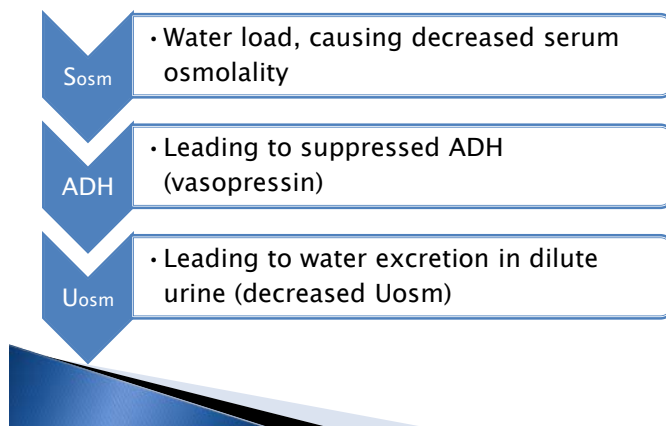 Sosm
• Water load, causing decreased serum
osmolality
ADH
• Leading to suppressed ADH
(vasopressin)
Uosm
• Leading to water excretion in dilute
urine (decreased Uosm)